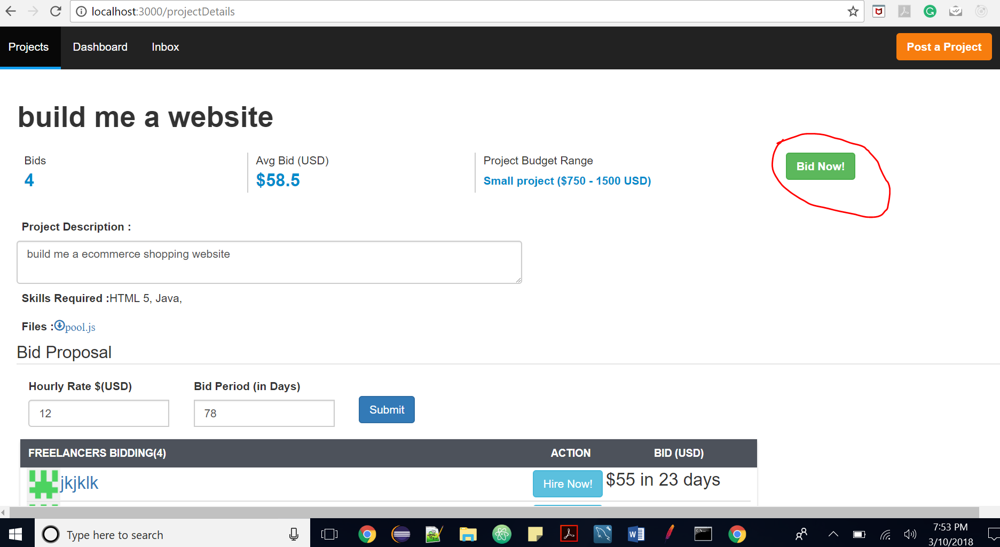 localhost:3000/projectDetails
Projects Dashboard Inbox Post a Project
build me a website
Bids Avg Bid (USD) Project Budget Range
4 $58.5 Small project ($750 - 1500 USD)
Bid Now!
Project Description :
build me a ecommerce shopping website
Skills Required :HTML 5, Java,
Files :pool.js
Bid Proposal
Hourly Rate $(USD) Bid Period (in Days)
12 78 Submit
FREELANCERS BIDDING(4) ACTION BID (USD)
jkjklk Hire Now! $55 in 23 days
Type here to search
7:53 PM
3/10/2018